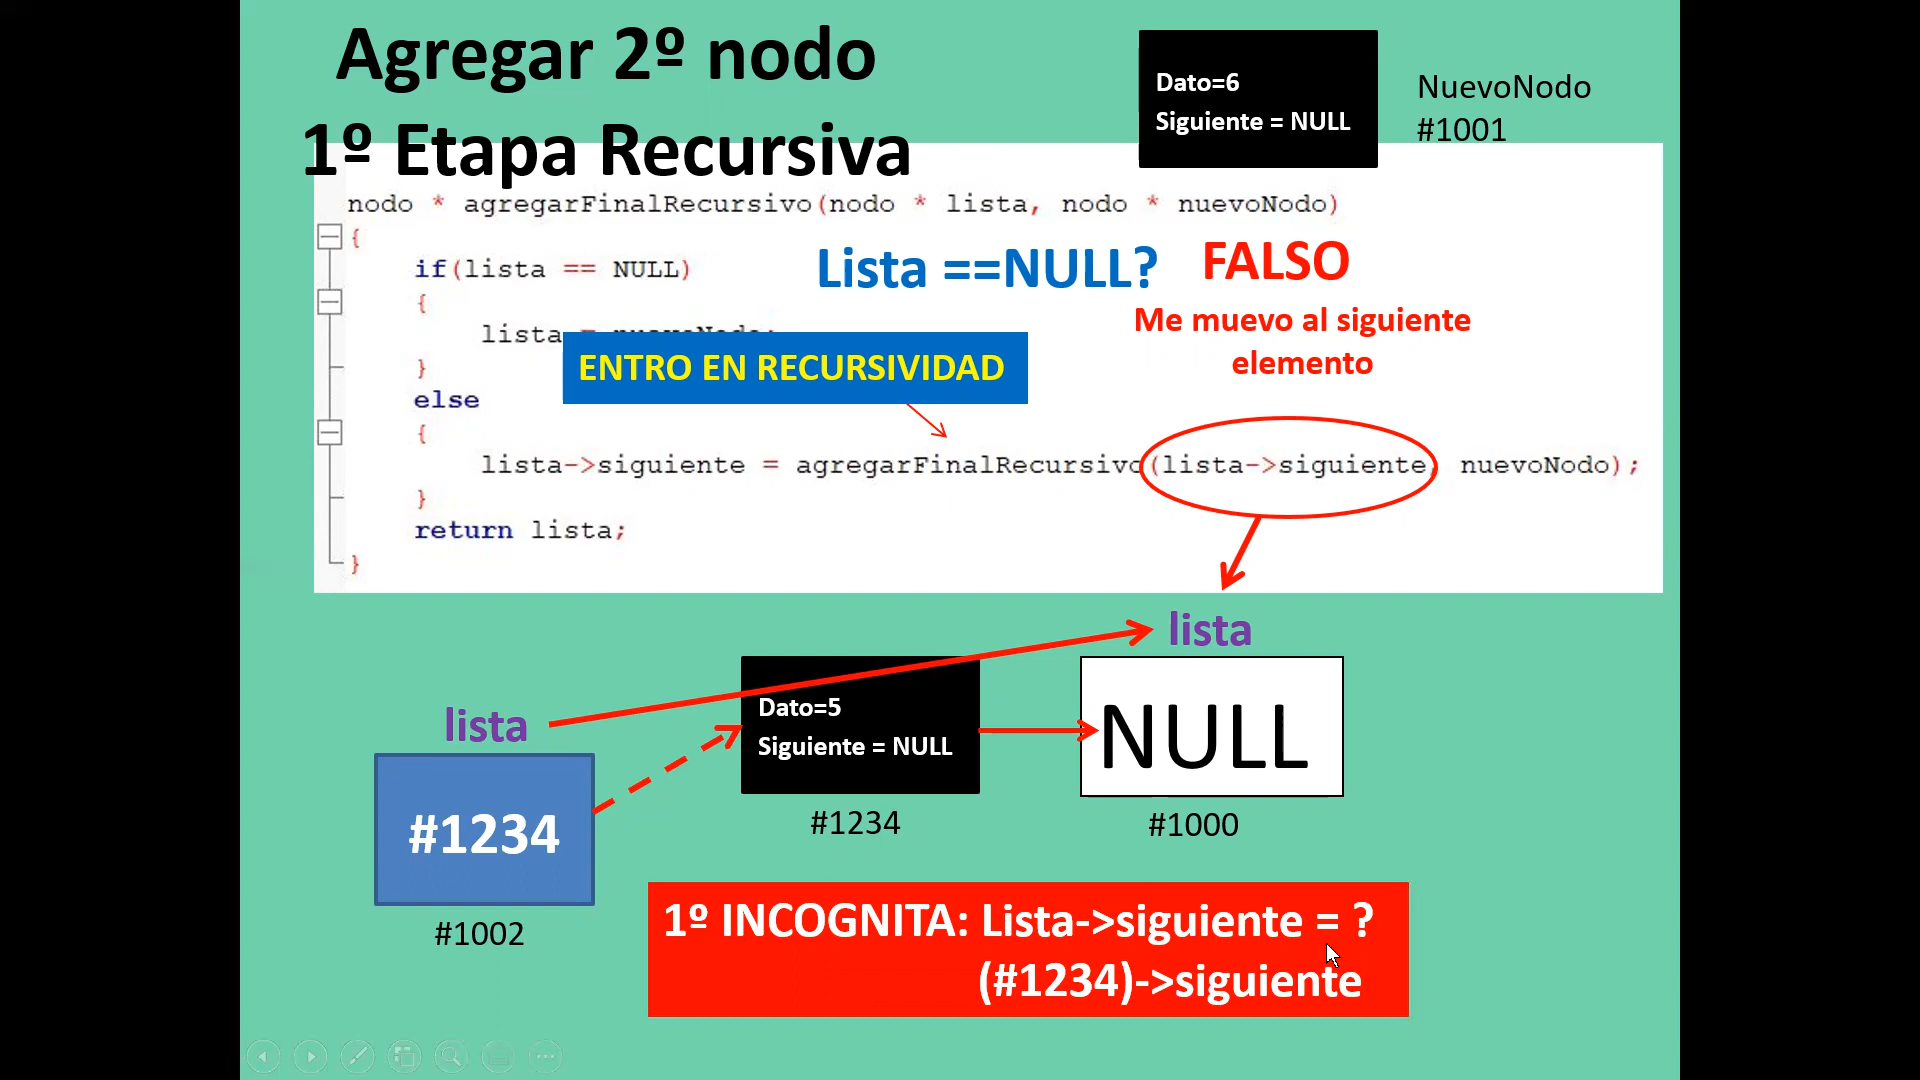 Agregar 2º nodo
1º Etapa Recursiva
Dato=6
Siguiente = NULL
NuevoNodo
#1001
nodo * agregarFinalRecursivo(nodo * lista, nodo * nuevoNodo)
{
if(lista == NULL)
Lista ==NULL?
FALSO
{
Me muevo al siguiente
elemento
lista = nuevoNodo;
ENTRO EN RECURSIVIDAD
}
else
{
lista->siguiente = agregarFinalRecursivo(lista->siguiente, nuevoNodo);
}
return lista;
}
lista
lista
Dato=5
Siguiente = NULL
NULL
#1234
#1234
#1000
#1002
1º INCOGNITA: Lista->siguiente = ?
(#1234)->siguiente